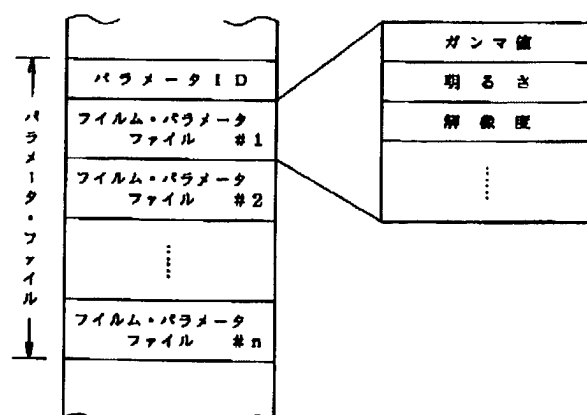 パラメータID
フイルム・パラメータ
ファイル #1
フイルム・パラメータ
ファイル #2
フイルム・パラメータ
ファイル #n
パラメータ・ファイル
ガンマ値
明るさ
解像度